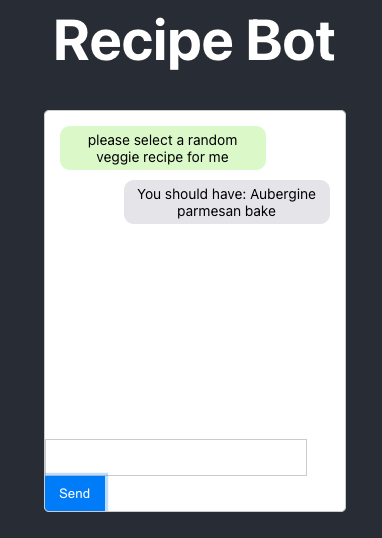 Recipe Bot
please select a random
veggie recipe for me
You should have: Aubergine
parmesan bake
Send